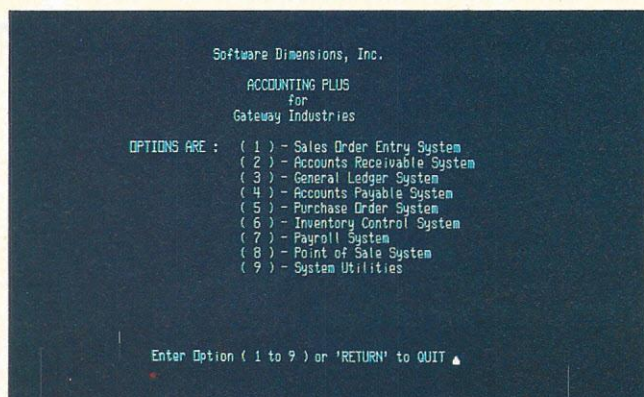 Software Dimensions, Inc.
ACCOUNTING PLUS
for
Gateway Industries
OPTIONS ARE : ( 1 ) - Sales Order Entry System
( 2 ) - Accounts Receivable System
( 3 ) - General Ledger System
( 4 ) - Accounts Payable System
( 5 ) - Purchase Order System
( 6 ) - Inventory Control System
( 7 ) - Payroll System
( 8 ) - Point of Sale System
( 9 ) - System Utilities
Enter Option ( 1 to 9 ) or 'RETURN' to QUIT